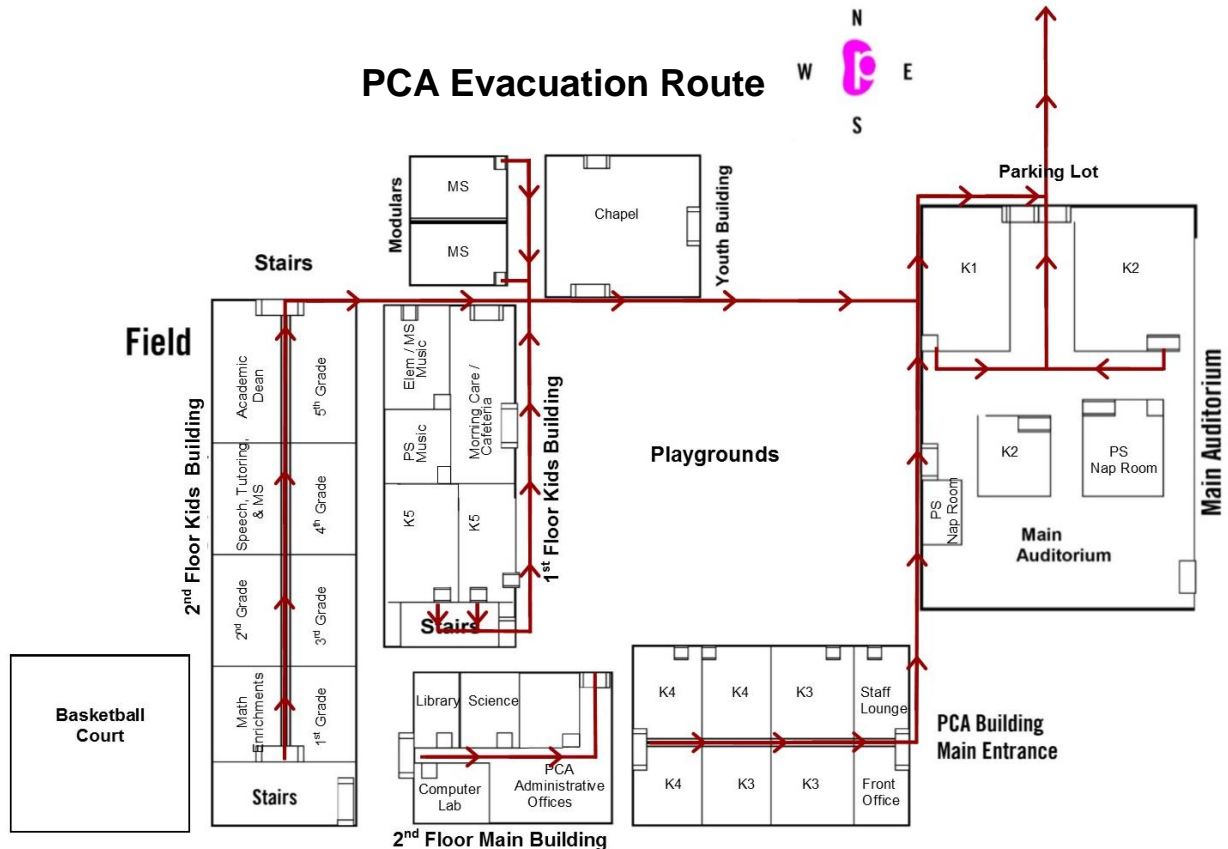 N
PCA Evacuation Route
W
E
S
Parking Lot
Modulars
MS
MS
Chapel
Youth Building
K1
K2
Stairs
Field
2nd Floor Kids Building
Academic
Dean
5th Grade
Speech, Tutoring,
& MS
4th Grade
2nd Grade
3rd Grade
Math
Enrichments
1st Grade
Stairs
Elem / MS
Music
Morning Care /
Cafeteria
PS
Music
K5
K5
Stairs
1st Floor Kids Building
Playgrounds
K2
PS
Nap Room
PS
Nap Room
Main
Auditorium
Main Auditorium
Basketball
Court
Library
Science
Computer
Lab
PCA
Administrative
Offices
2nd Floor Main Building
K4
K4
K3
Staff
Lounge
K4
K3
K3
Front
Office
PCA Building
Main Entrance